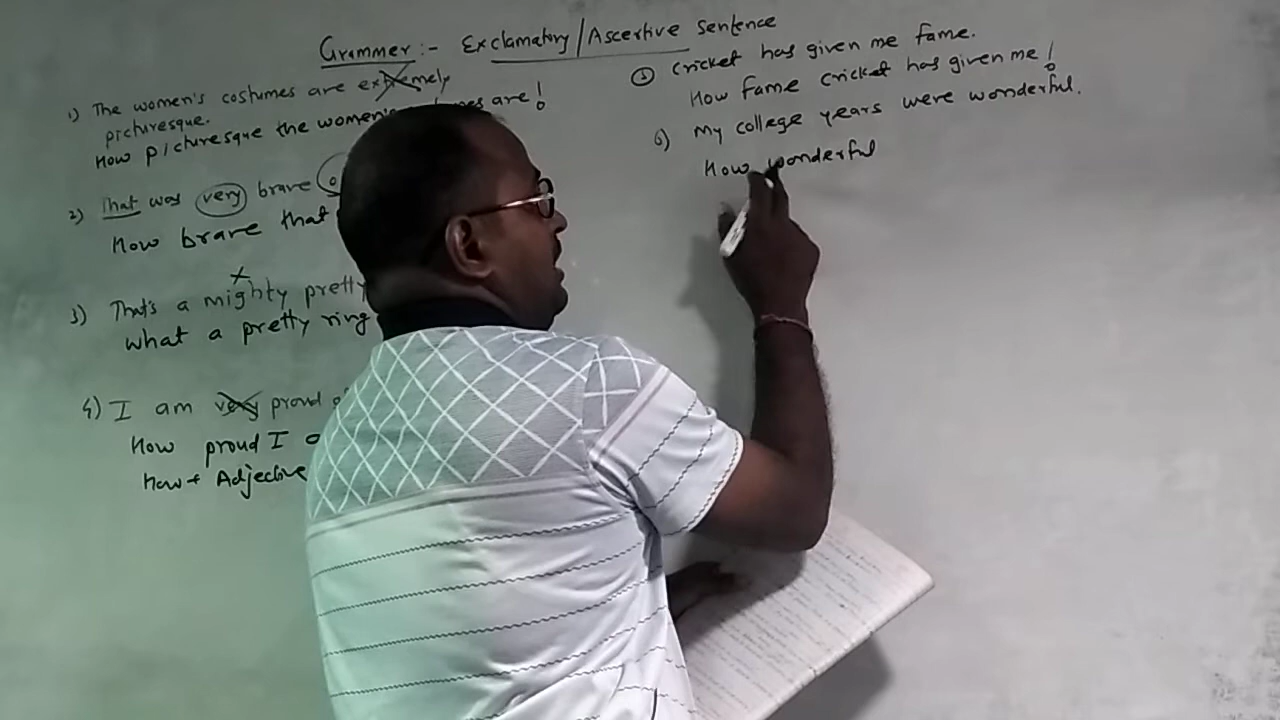 Grammer:- Exclamatory/Ascertive sentence
1) The women's costumes are extremely
picturesque.
How picturesque the women's are!
2) That was very brave
How brave that
3) That's a mighty pretty
what a pretty ring
4) I am very proud
How proud I
How + Adjective
5) Cricket has given me fame.
How fame cricket has given me!
6) My college years were wonderful.
How wonderful